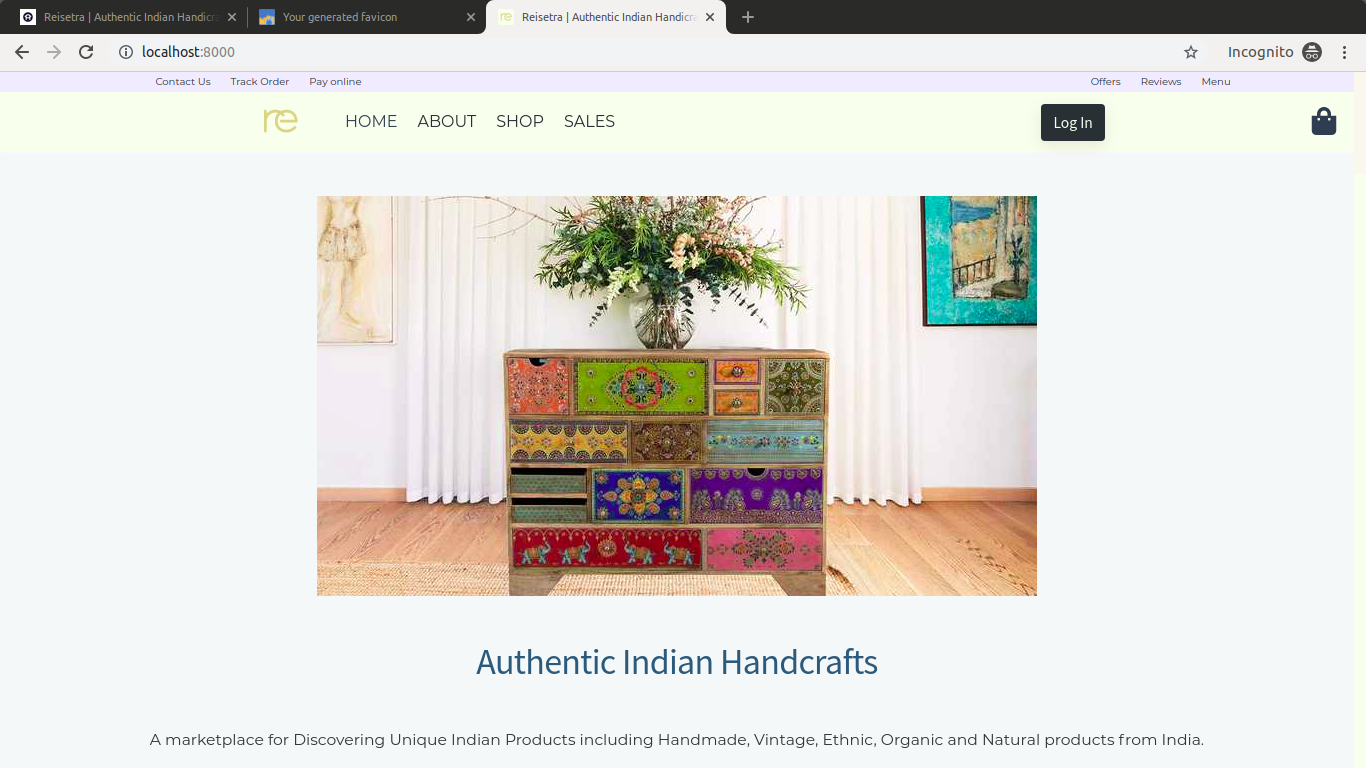 Reisetra | Authentic Indian Handicra
Your generated favicon
re Reisetra | Authentic Indian Handicra
localhost:8000
Incognito
Contact Us Track Order Pay online Offers Reviews Menu
re HOME ABOUT SHOP SALES Log In
Authentic Indian Handcrafts
A marketplace for Discovering Unique Indian Products including Handmade, Vintage, Ethnic, Organic and Natural products from India.